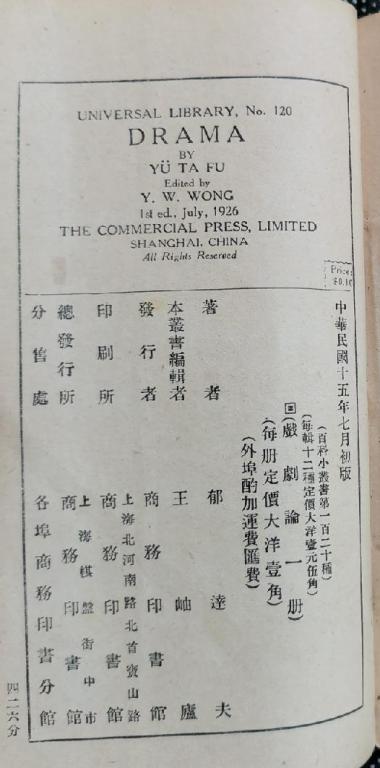 UNIVERSAL LIBRARY, No. 120
DRAMA
BY
YÜ TA FU
Edited by
Y. W. WONG
1st ed., July, 1926
THE COMMERCIAL PRESS, LIMITED
SHANGHAI, CHINA
All Rights Reserved
Price: $0.10
中華民國十五年七月初版
(百科小叢書第一百二十種)
(每輯十二種定價大洋壹元伍角)
回(戲劇論一册)
(每册定價大洋壹角)
(外埠酌加運費匯費)
著者 郁達夫
本叢書編輯者 王岫廬
發行者 商務印書館
印刷所 上海北河南路北首寶山路 商務印書館
總發行所 上海棋盤街中市 商務印書館
分售處 各埠商務印書分館
四二六分